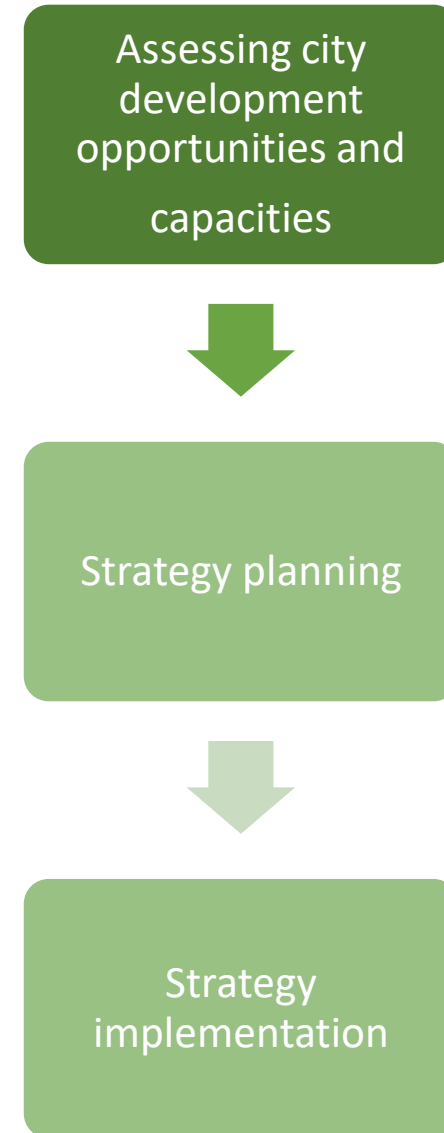 Assessing city
development
opportunities and
capacities
Strategy planning
Strategy
implementation